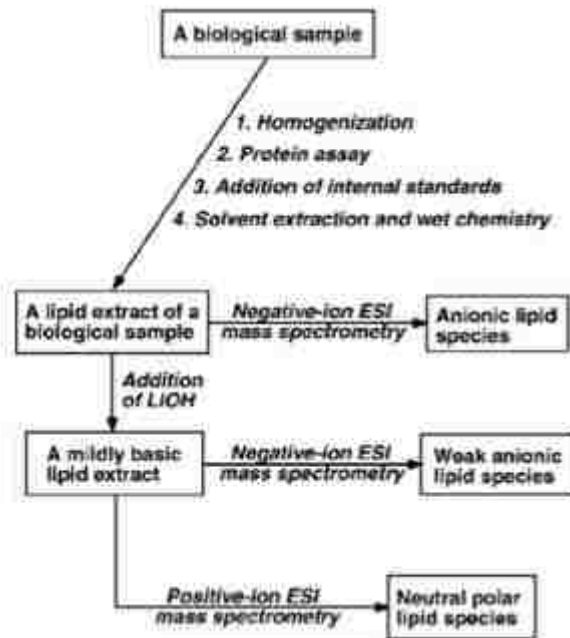 A biological sample
1. Homogenization
2. Protein assay
3. Addition of internal standards
4. Solvent extraction and wet chemistry
A lipid extract of a
biological sample
Negative-ion ESI
mass spectrometry
Anionic lipid
species
Addition
of LiOH
A mildly basic
lipid extract
Negative-ion ESI
mass spectrometry
Weak anionic
lipid species
Positive-ion ESI
mass spectrometry
Neutral polar
lipid species